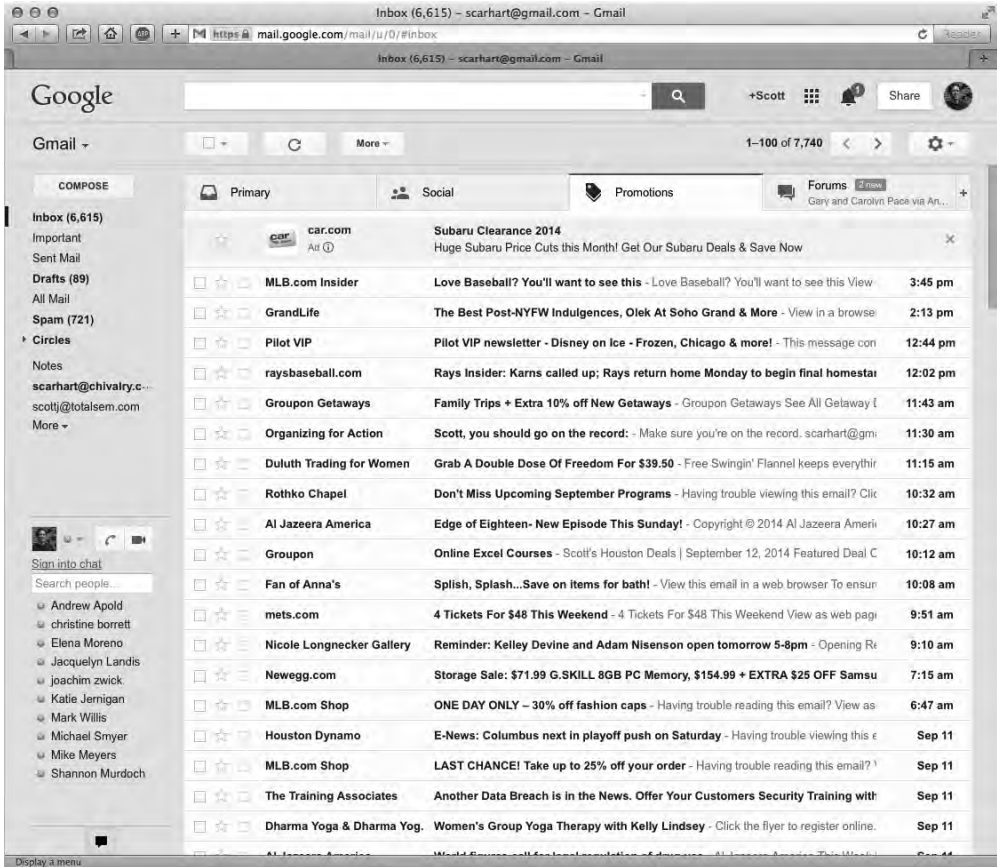 Inbox (6,615) – scarhart@gmail.com – Gmail
ABP
https mail.google.com/mail/u/0/#inbox
Reader
Inbox (6,615) – scarhart@gmail.com – Gmail
Google
+Scott
1
Share
Gmail
More
1–100 of 7,740
COMPOSE
Inbox (6,615)
Important
Sent Mail
Drafts (89)
All Mail
Spam (721)
Circles
Notes
scarhart@chivalry.c...
scottj@totalsem.com
More
Sign into chat
Search people...
Andrew Apold
christine borrett
Elena Moreno
Jacquelyn Landis
joachim zwick
Katie Jernigan
Mark Willis
Michael Smyer
Mike Meyers
Shannon Murdoch
Primary
Social
Promotions
Forums 2 new
Gary and Carolyn Pace via An...
+
car car.com Subaru Clearance 2014
Ad Huge Subaru Price Cuts this Month! Get Our Subaru Deals & Save Now
MLB.com Insider Love Baseball? You'll want to see this - Love Baseball? You'll want to see this View 3:45 pm
GrandLife The Best Post-NYFW Indulgences, Olek At Soho Grand & More - View in a browse 2:13 pm
Pilot VIP Pilot VIP newsletter - Disney on Ice - Frozen, Chicago & more! - This message con 12:44 pm
raysbaseball.com Rays Insider: Karns called up; Rays return home Monday to begin final homestar 12:02 pm
Groupon Getaways Family Trips + Extra 10% off New Getaways - Groupon Getaways See All Getaway 11:43 am
Organizing for Action Scott, you should go on the record: - Make sure you're on the record. scarhart@gm 11:30 am
Duluth Trading for Women Grab A Double Dose Of Freedom For $39.50 - Free Swingin' Flannel keeps everythir 11:15 am
Rothko Chapel Don't Miss Upcoming September Programs - Having trouble viewing this email? Clic 10:32 am
Al Jazeera America Edge of Eighteen- New Episode This Sunday! - Copyright © 2014 Al Jazeera Ameri 10:27 am
Groupon Online Excel Courses - Scott's Houston Deals | September 12, 2014 Featured Deal C 10:12 am
Fan of Anna's Splish, Splash...Save on items for bath! - View this email in a web browser To ensur 10:08 am
mets.com 4 Tickets For $48 This Weekend - 4 Tickets For $48 This Weekend View as web pag 9:51 am
Nicole Longnecker Gallery Reminder: Kelley Devine and Adam Nisenson open tomorrow 5-8pm - Opening Re 9:10 am
Newegg.com Storage Sale: $71.99 G.SKILL 8GB PC Memory, $154.99 + EXTRA $25 OFF Samsu 7:15 am
MLB.com Shop ONE DAY ONLY – 30% off fashion caps - Having trouble reading this email? View as 6:47 am
Houston Dynamo E-News: Columbus next in playoff push on Saturday - Having trouble viewing this e Sep 11
MLB.com Shop LAST CHANCE! Take up to 25% off your order - Having trouble reading this email? Sep 11
The Training Associates Another Data Breach is in the News. Offer Your Customers Security Training with Sep 11
Dharma Yoga & Dharma Yog. Women's Group Yoga Therapy with Kelly Lindsey - Click the flyer to register online. Sep 11
Display a menu